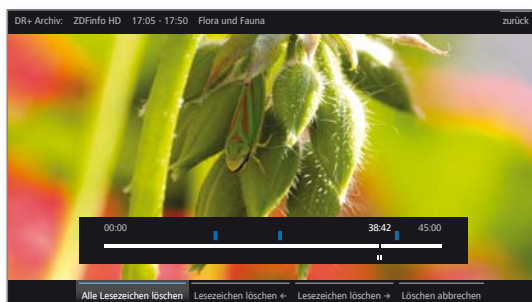 DR+ Archiv: ZDFinfo HD 17:05 - 17:50 Flora und Fauna zurück
00:00 38:42 45:00
Alle Lesezeichen löschen Lesezeichen löschen ← Lesezeichen löschen → Löschen abbrechen